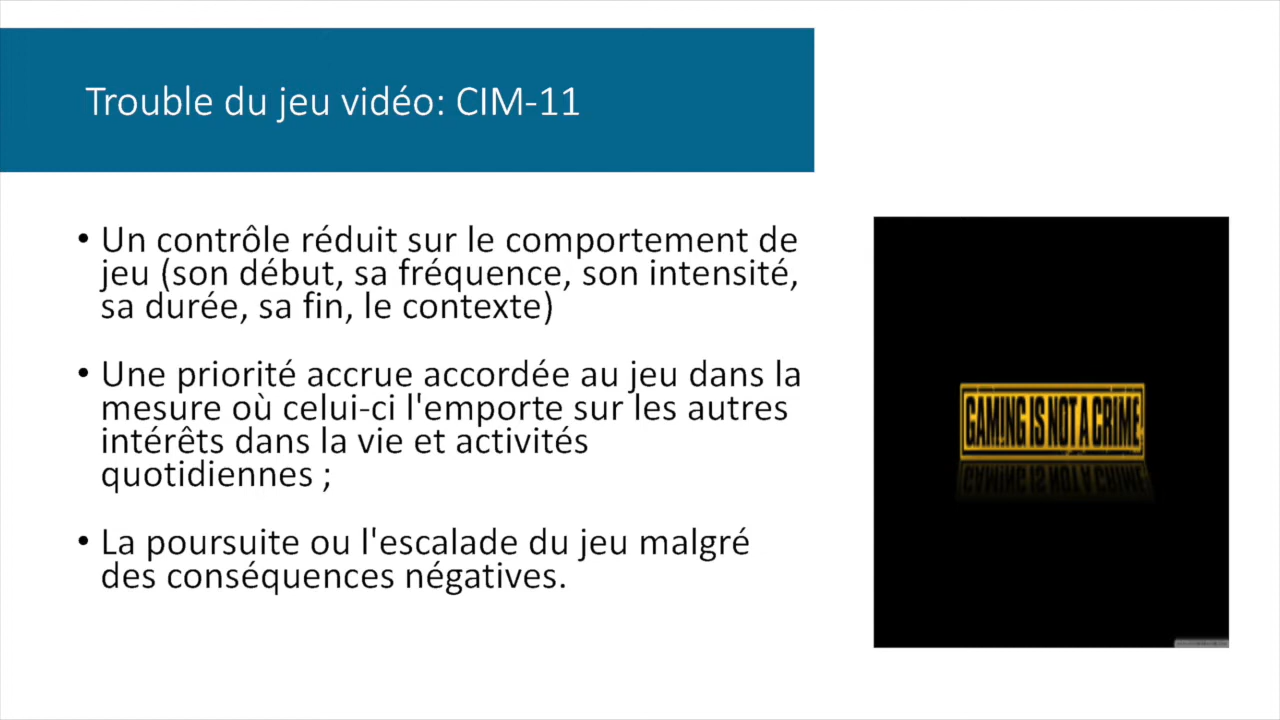 Trouble du jeu vidéo: CIM-11
• Un contrôle réduit sur le comportement de
jeu (son début, sa fréquence, son intensité,
sa durée, sa fin, le contexte)
• Une priorité accrue accordée au jeu dans la
mesure où celui-ci l'emporte sur les autres
intérêts dans la vie et activités
quotidiennes ;
• La poursuite ou l'escalade du jeu malgré
des conséquences négatives.
GAMING IS NOT A CRIME